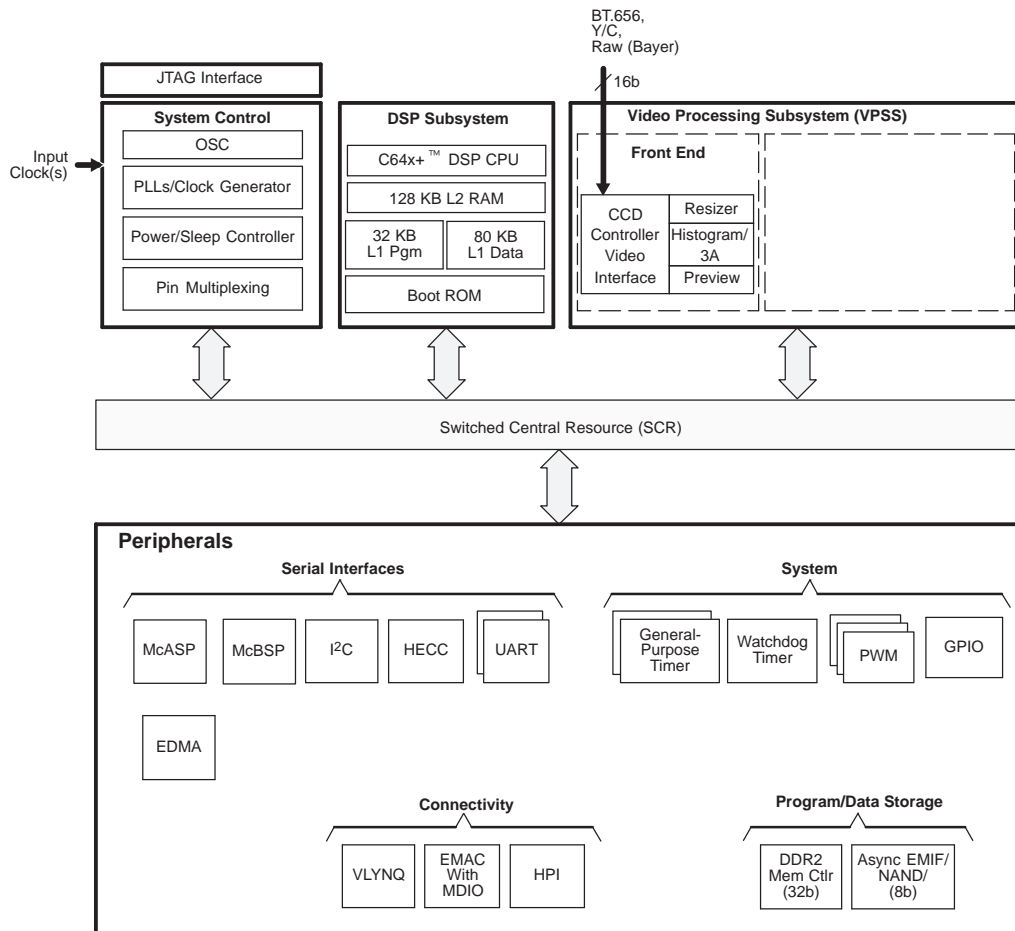 BT.656,
Y/C,
Raw (Bayer)
16b
JTAG Interface
System Control
OSC
PLLs/Clock Generator
Power/Sleep Controller
Pin Multiplexing
Input
Clock(s)
DSP Subsystem
C64x+™ DSP CPU
128 KB L2 RAM
32 KB
L1 Pgm
80 KB
L1 Data
Boot ROM
Video Processing Subsystem (VPSS)
Front End
CCD
Controller
Video
Interface
Resizer
Histogram/
3A
Preview
Switched Central Resource (SCR)
Peripherals
Serial Interfaces
McASP
McBSP
I²C
HECC
UART
System
General-
Purpose
Timer
Watchdog
Timer
PWM
GPIO
EDMA
Connectivity
VLYNQ
EMAC
With
MDIO
HPI
Program/Data Storage
DDR2
Mem Ctlr
(32b)
Async EMIF/
NAND/
(8b)